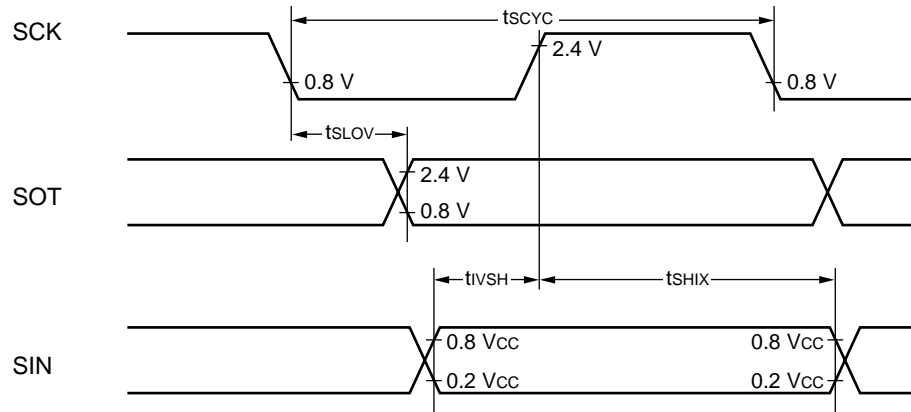 tSCYC
SCK
2.4 V
0.8 V
0.8 V
tSLOV
SOT
2.4 V
0.8 V
tIVSH
tSHIX
SIN
0.8 VCC
0.8 VCC
0.2 VCC
0.2 VCC